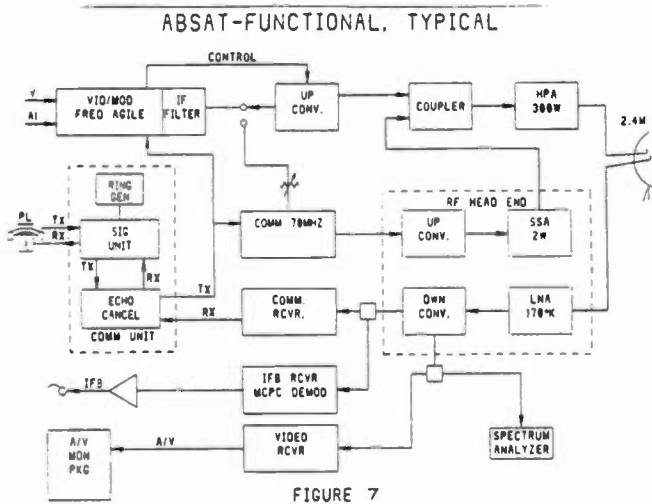 ABSAT-FUNCTIONAL, TYPICAL
CONTROL
V
AI
VID/MOD
FREQ AGILE
IF
FILTER
UP
CONV.
COUPLER
HPA
300W
2.4M
RING
GEN
PL
TX
RX
SIG
UNIT
TX
RX
ECHO
CANCEL
COMM UNIT
TX
RX
COMM 70MHZ
RF HEAD END
UP
CONV.
SSA
2W
COMM.
RCVR.
DWN
CONV.
LNA
170°K
IFB
IFB RCVR
MCPC DEMOD
A/V
MON
PKG
A/V
VIDEO
RCVR
SPECTRUM
ANALYZER
FIGURE 7